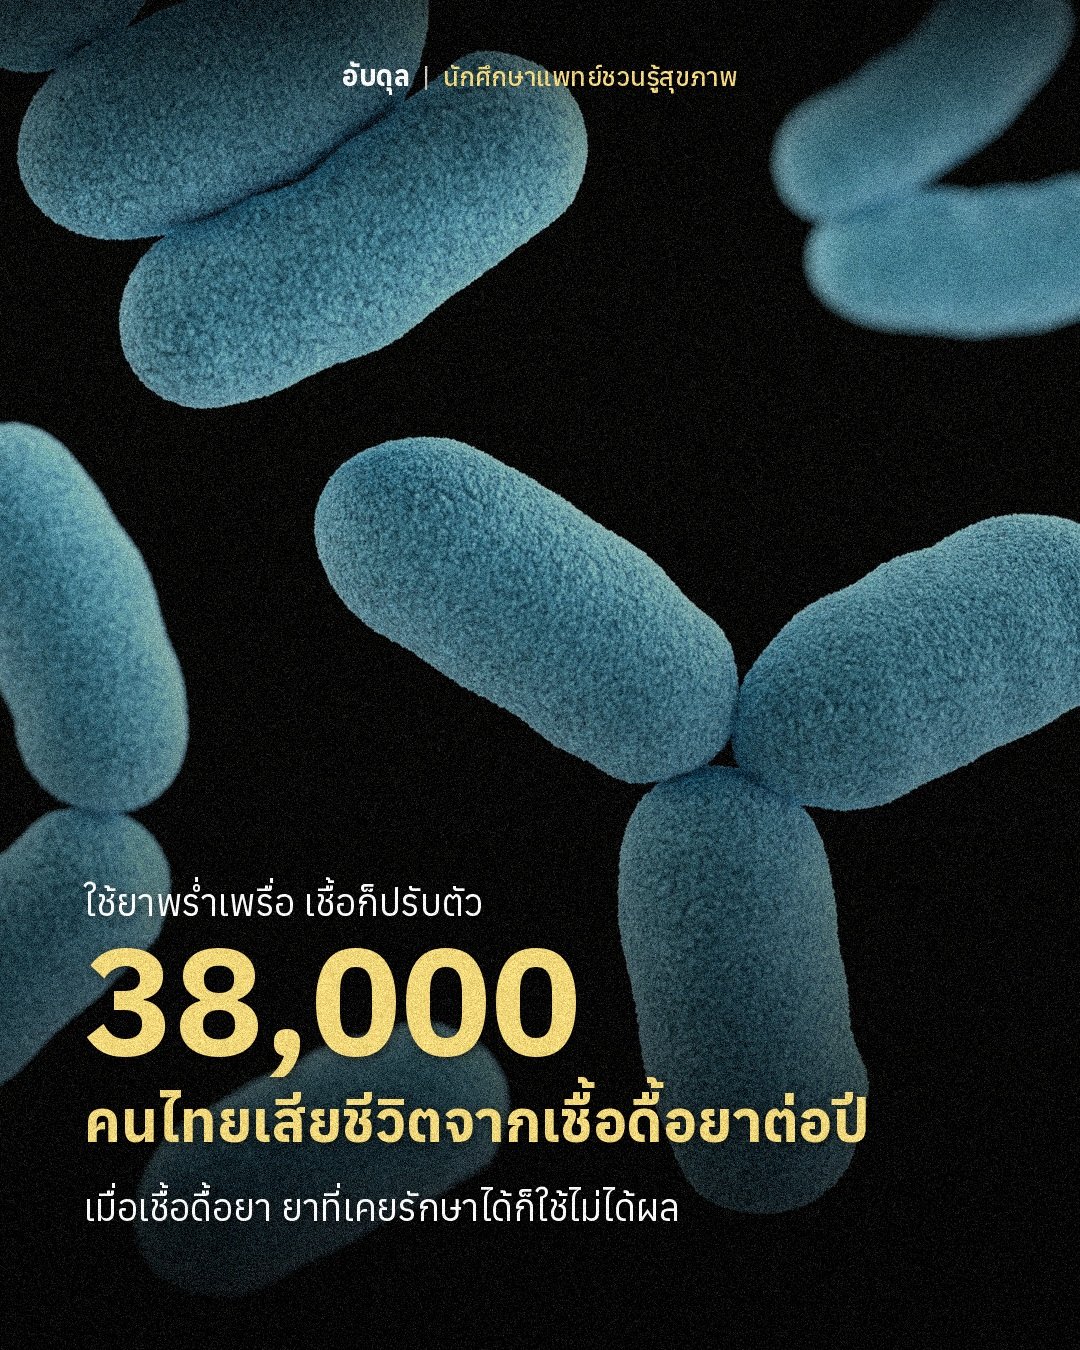 อับดุล | นักศึกษาแพทย์ชวนรู้สุขภาพ
ใช้ยาพร่ำเพรื่อ เชื้อก็ปรับตัว
38,000
คนไทยเสียชีวิตจากเชื้อดื้อยาต่อปี
เมื่อเชื้อดื้อยา ยาที่เคยรักษาได้ก็ใช้ไม่ได้ผล